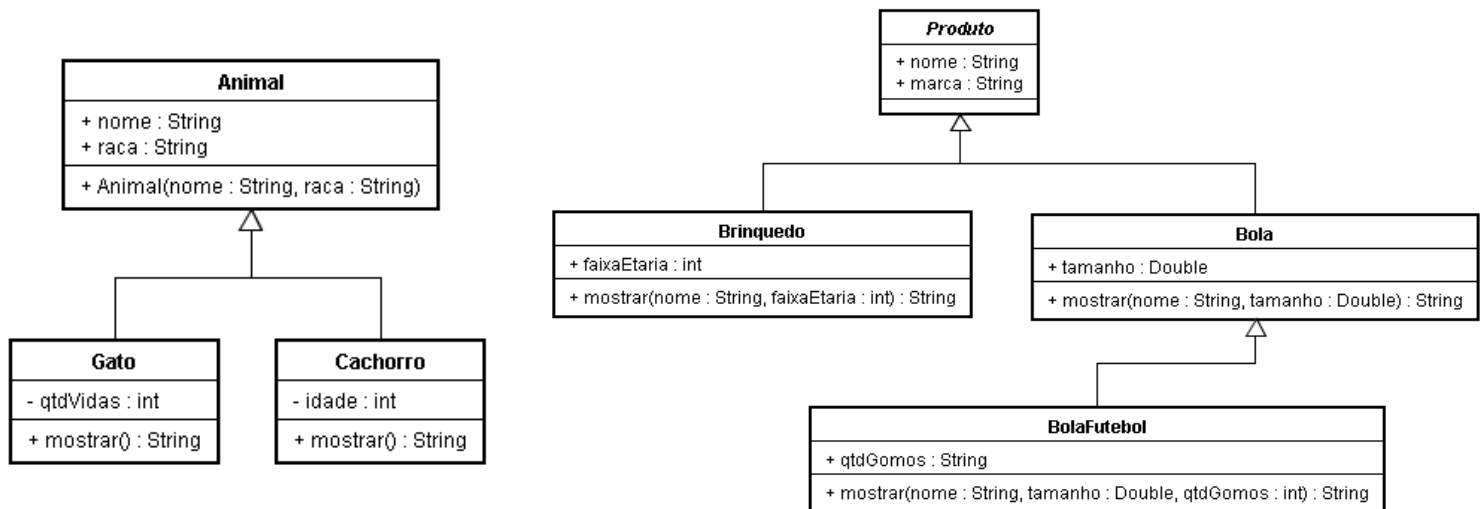 Animal
+ nome : String
+ raca : String
+ Animal(nome : String, raca : String)
Gato
- qtdVidas : int
+ mostrar() : String
Cachorro
- idade : int
+ mostrar() : String
Produto
+ nome : String
+ marca : String
Brinquedo
+ faixaEtaria : int
+ mostrar(nome : String, faixaEtaria : int) : String
Bola
+ tamanho : Double
+ mostrar(nome : String, tamanho : Double) : String
BolaFutebol
+ qtdGomos : String
+ mostrar(nome : String, tamanho : Double, qtdGomos : int) : String